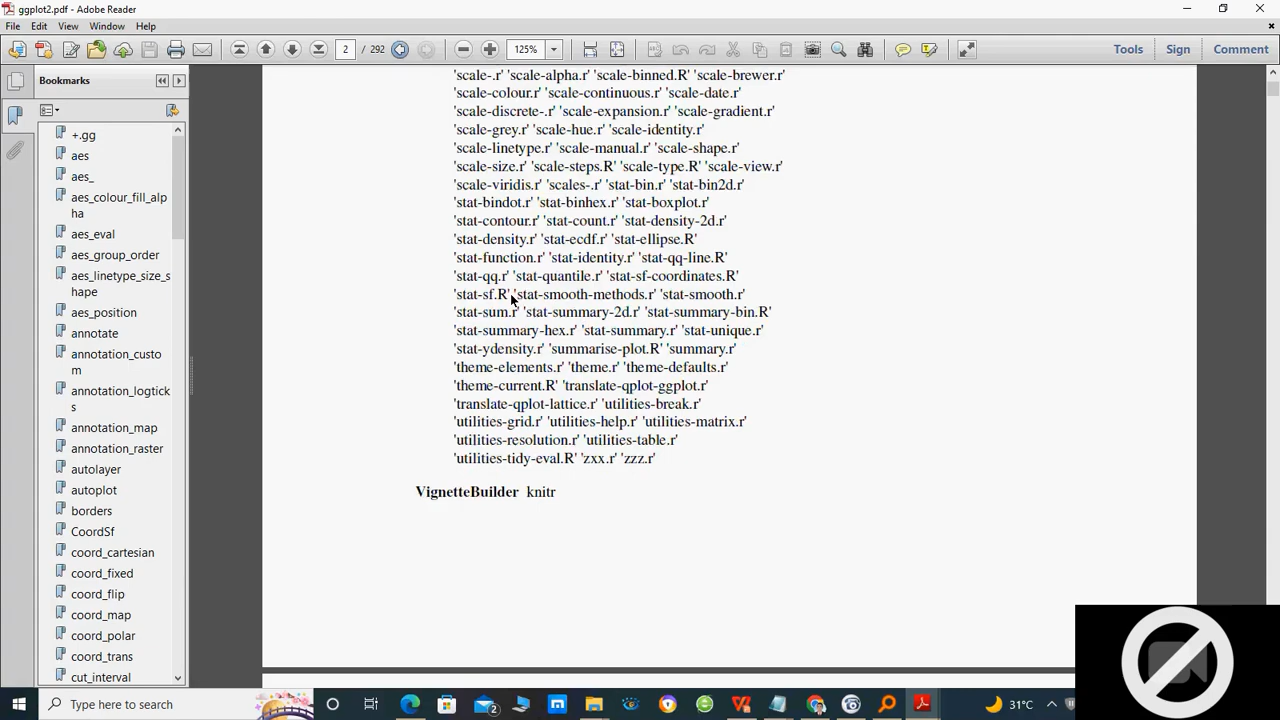 ggplot2.pdf - Adobe Reader
File Edit View Window Help
2 / 292 125% Tools Sign Comment
Bookmarks
+.gg
aes
aes_
aes_colour_fill_alp
ha
aes_eval
aes_group_order
aes_linetype_size_s
hape
aes_position
annotate
annotation_custo
m
annotation_logtick
s
annotation_map
annotation_raster
autolayer
autoplot
borders
CoordSf
coord_cartesian
coord_fixed
coord_flip
coord_map
coord_polar
coord_trans
cut_interval
'scale-.r' 'scale-alpha.r' 'scale-binned.R' 'scale-brewer.r'
'scale-colour.r' 'scale-continuous.r' 'scale-date.r'
'scale-discrete-.r' 'scale-expansion.r' 'scale-gradient.r'
'scale-grey.r' 'scale-hue.r' 'scale-identity.r'
'scale-linetype.r' 'scale-manual.r' 'scale-shape.r'
'scale-size.r' 'scale-steps.R' 'scale-type.R' 'scale-view.r'
'scale-viridis.r' 'scales-.r' 'stat-bin.r' 'stat-bin2d.r'
'stat-bindot.r' 'stat-binhex.r' 'stat-boxplot.r'
'stat-contour.r' 'stat-count.r' 'stat-density-2d.r'
'stat-density.r' 'stat-ecdf.r' 'stat-ellipse.R'
'stat-function.r' 'stat-identity.r' 'stat-qq-line.R'
'stat-qq.r' 'stat-quantile.r' 'stat-sf-coordinates.R'
'stat-sf.R' 'stat-smooth-methods.r' 'stat-smooth.r'
'stat-sum.r' 'stat-summary-2d.r' 'stat-summary-bin.R'
'stat-summary-hex.r' 'stat-summary.r' 'stat-unique.r'
'stat-ydensity.r' 'summarise-plot.R' 'summary.r'
'theme-elements.r' 'theme.r' 'theme-defaults.r'
'theme-current.R' 'translate-qplot-ggplot.r'
'translate-qplot-lattice.r' 'utilities-break.r'
'utilities-grid.r' 'utilities-help.r' 'utilities-matrix.r'
'utilities-resolution.r' 'utilities-table.r'
'utilities-tidy-eval.R' 'zxx.r' 'zzz.r'
VignetteBuilder knitr
Type here to search
2
31°C